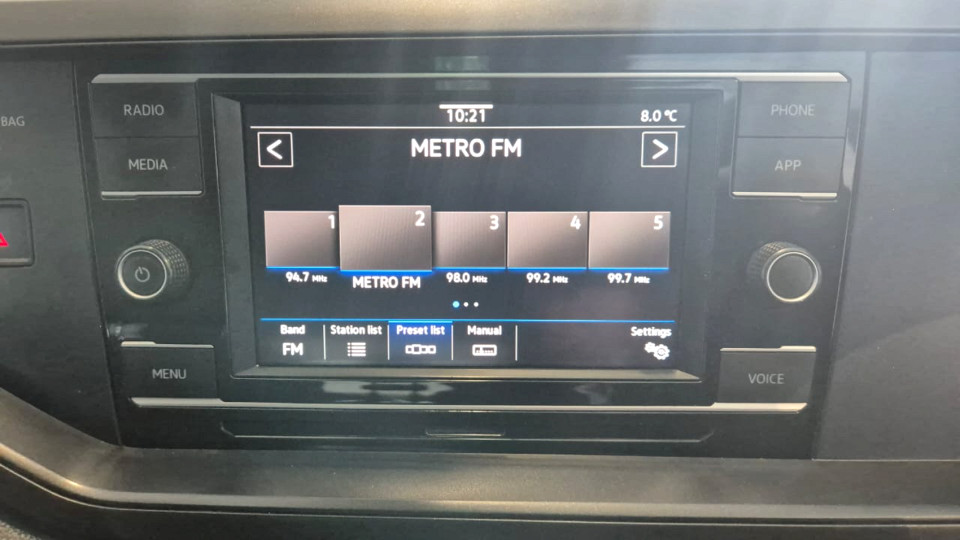 BAG
RADIO
MEDIA
MENU
10:21
8.0 °C
<
METRO FM
>
1
2
3
4
5
94.7 MHz
METRO FM
98.0 MHz
99.2 MHz
99.7 MHz
Band
Station list
Preset list
Manual
Settings
FM
PHONE
APP
VOICE